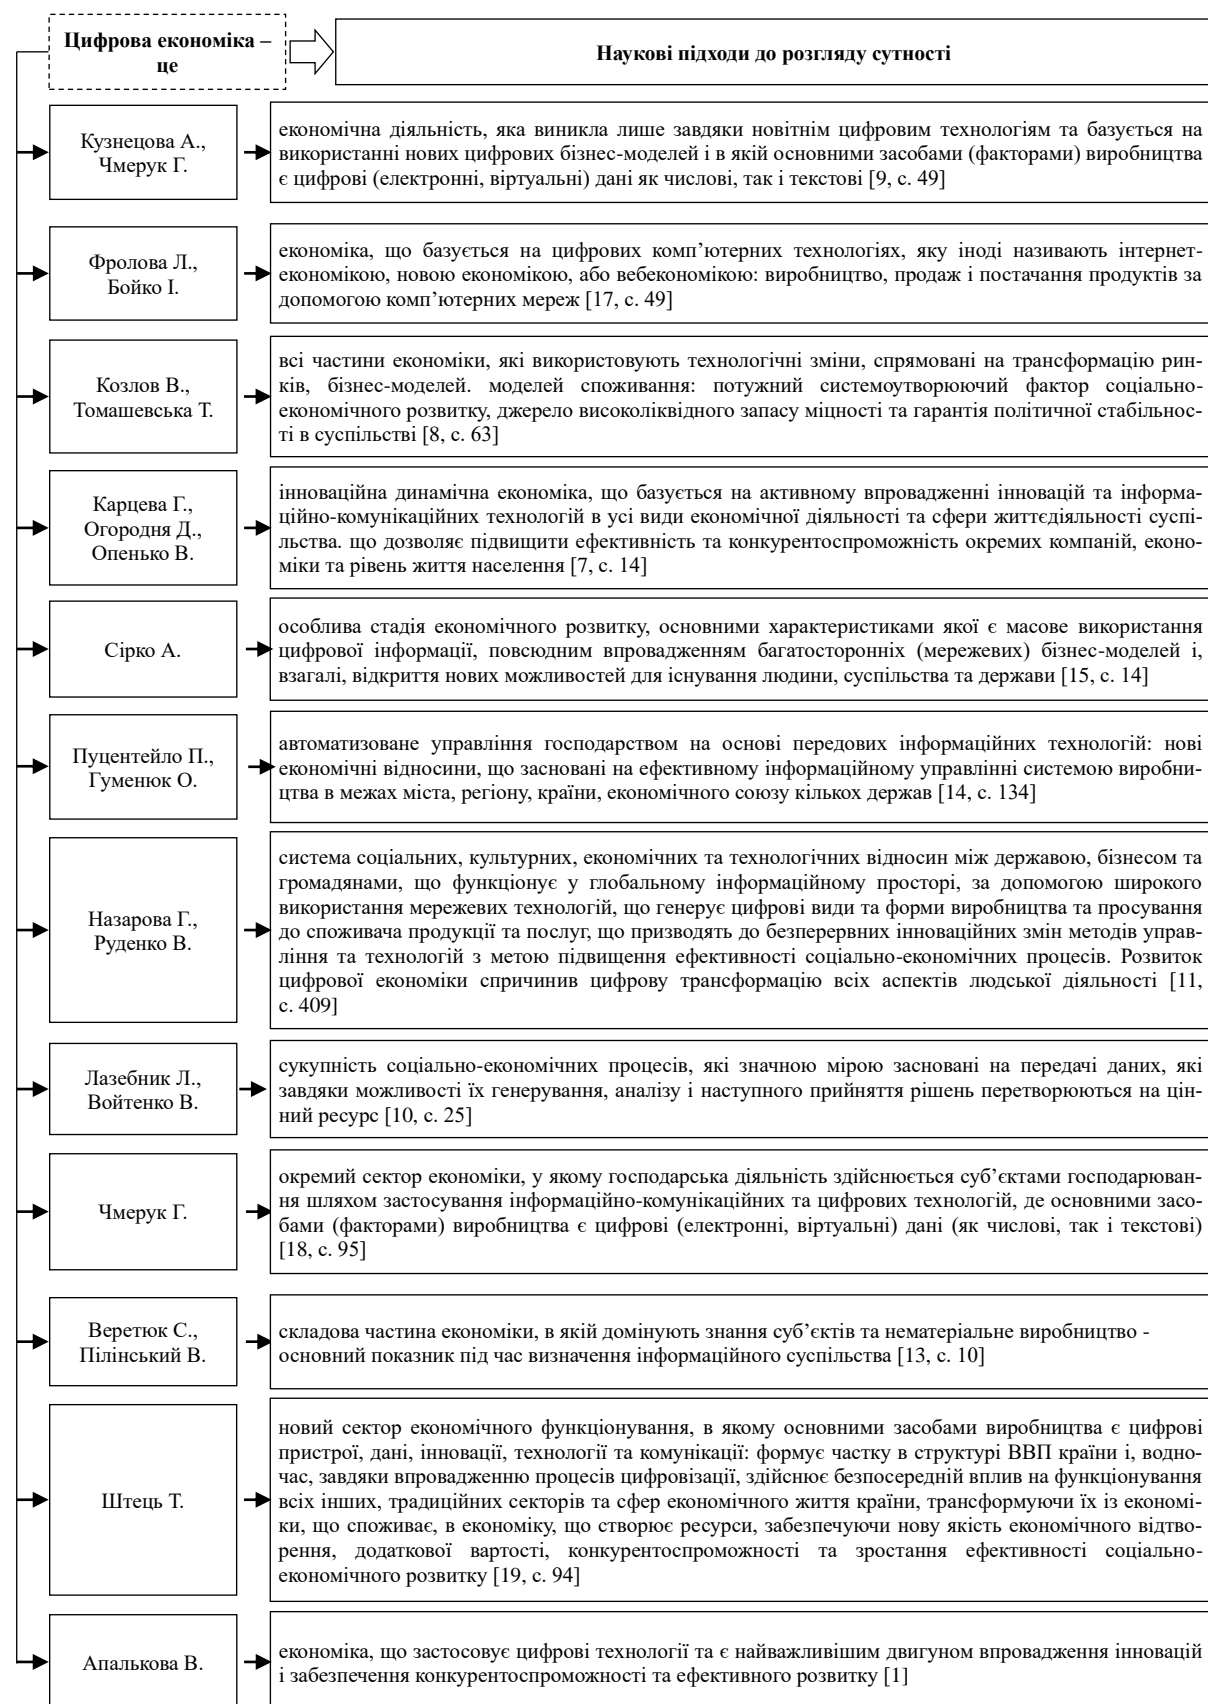 Цифрова економіка –
це
Наукові підходи до розгляду сутності
Кузнецова А.,
Чмерук Г.
економічна діяльність, яка виникла лише завдяки новітнім цифровим технологіям та базується на
використанні нових цифрових бізнес-моделей і в якій основними засобами (факторами) виробництва
є цифрові (електронні, віртуальні) дані як числові, так і текстові [9, с. 49]
Фролова Л.,
Бойко І.
економіка, що базується на цифрових комп’ютерних технологіях, яку іноді називають інтернет-
економікою, новою економікою, або вебекономікою: виробництво, продаж і постачання продуктів за
допомогою комп’ютерних мереж [17, с. 49]
Козлов В.,
Томашевська Т.
всі частини економіки, які використовують технологічні зміни, спрямовані на трансформацію рин-
ків, бізнес-моделей. моделей споживання: потужний системоутворюючий фактор соціально-
економічного розвитку, джерело високоліквідного запасу міцності та гарантія політичної стабільнос-
ті в суспільстві [8, с. 63]
Карцева Г.,
Огородня Д.,
Опенько В.
інноваційна динамічна економіка, що базується на активному впровадженні інновацій та інформа-
ційно-комунікаційних технологій в усі види економічної діяльності та сфери життєдіяльності суспі-
льства. що дозволяє підвищити ефективність та конкурентоспроможність окремих компаній, еконо-
міки та рівень життя населення [7, с. 14]
Сірко А.
особлива стадія економічного розвитку, основними характеристиками якої є масове використання
цифрової інформації, повсюдним впровадженням багатосторонніх (мережевих) бізнес-моделей і,
взагалі, відкриття нових можливостей для існування людини, суспільства та держави [15, с. 14]
Пуцентейло П.,
Гуменюк О.
автоматизоване управління господарством на основі передових інформаційних технологій: нові
економічні відносини, що засновані на ефективному інформаційному управлінні системою виробни-
цтва в межах міста, регіону, країни, економічного союзу кількох держав [14, с. 134]
Назарова Г.,
Руденко В.
система соціальних, культурних, економічних та технологічних відносин між державою, бізнесом та
громадянами, що функціонує у глобальному інформаційному просторі, за допомогою широкого
використання мережевих технологій, що генерує цифрові види та форми виробництва та просування
до споживача продукції та послуг, що призводять до безперервних інноваційних змін методів управ-
ління та технологій з метою підвищення ефективності соціально-економічних процесів. Розвиток
цифрової економіки спричинив цифрову трансформацію всіх аспектів людської діяльності [11,
с. 409]
Лазебник Л.,
Войтенко В.
сукупність соціально-економічних процесів, які значною мірою засновані на передачі даних, які
завдяки можливості їх генерування, аналізу і наступного прийняття рішень перетворюються на цін-
ний ресурс [10, с. 25]
Чмерук Г.
окремий сектор економіки, у якому господарська діяльність здійснюється суб’єктами господарюван-
ня шляхом застосування інформаційно-комунікаційних та цифрових технологій, де основними засо-
бами (факторами) виробництва є цифрові (електронні, віртуальні) дані (як числові, так і текстові)
[18, с. 95]
Веретюк С.,
Пілінський В.
складова частина економіки, в якій домінують знання суб’єктів та нематеріальне виробництво -
основний показник під час визначення інформаційного суспільства [13, с. 10]
Штець Т.
новий сектор економічного функціонування, в якому основними засобами виробництва є цифрові
пристрої, дані, інновації, технології та комунікації: формує частку в структурі ВВП країни і, водно-
час, завдяки впровадженню процесів цифровізації, здійснює безпосередній вплив на функціонування
всіх інших, традиційних секторів та сфер економічного життя країни, трансформуючи їх із економі-
ки, що споживає, в економіку, що створює ресурси, забезпечуючи нову якість економічного відтво-
рення, додаткової вартості, конкурентоспроможності та зростання ефективності соціально-
економічного розвитку [19, с. 94]
Апалькова В.
економіка, що застосовує цифрові технології та є найважливішим двигуном впровадження інновацій
і забезпечення конкурентоспроможності та ефективного розвитку [1]